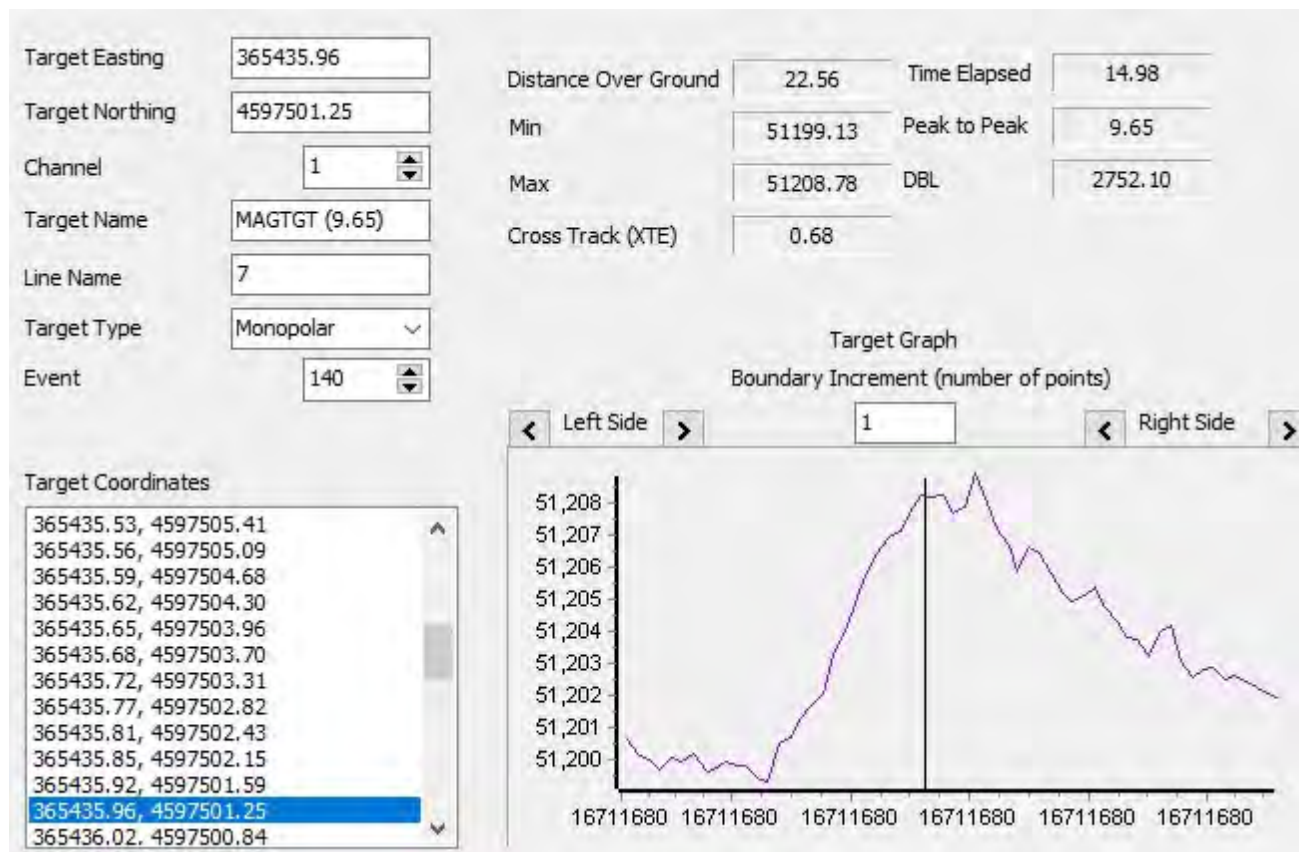 Target Easting 365435.96
Target Northing 4597501.25
Channel 1
Target Name MAGTGT (9.65)
Line Name 7
Target Type Monopolar
Event 140
Distance Over Ground 22.56 Time Elapsed 14.98
Min 51199.13 Peak to Peak 9.65
Max 51208.78 DBL 2752.10
Cross Track (XTE) 0.68
Target Coordinates
365435.53, 4597505.41
365435.56, 4597505.09
365435.59, 4597504.68
365435.62, 4597504.30
365435.65, 4597503.96
365435.68, 4597503.70
365435.72, 4597503.31
365435.77, 4597502.82
365435.81, 4597502.43
365435.85, 4597502.15
365435.92, 4597501.59
365435.96, 4597501.25
365436.02, 4597500.84
Target Graph
Boundary Increment (number of points)
< Left Side > 1 < Right Side >
51,208
51,207
51,206
51,205
51,204
51,203
51,202
51,201
51,200
16711680 16711680 16711680 16711680 16711680 16711680